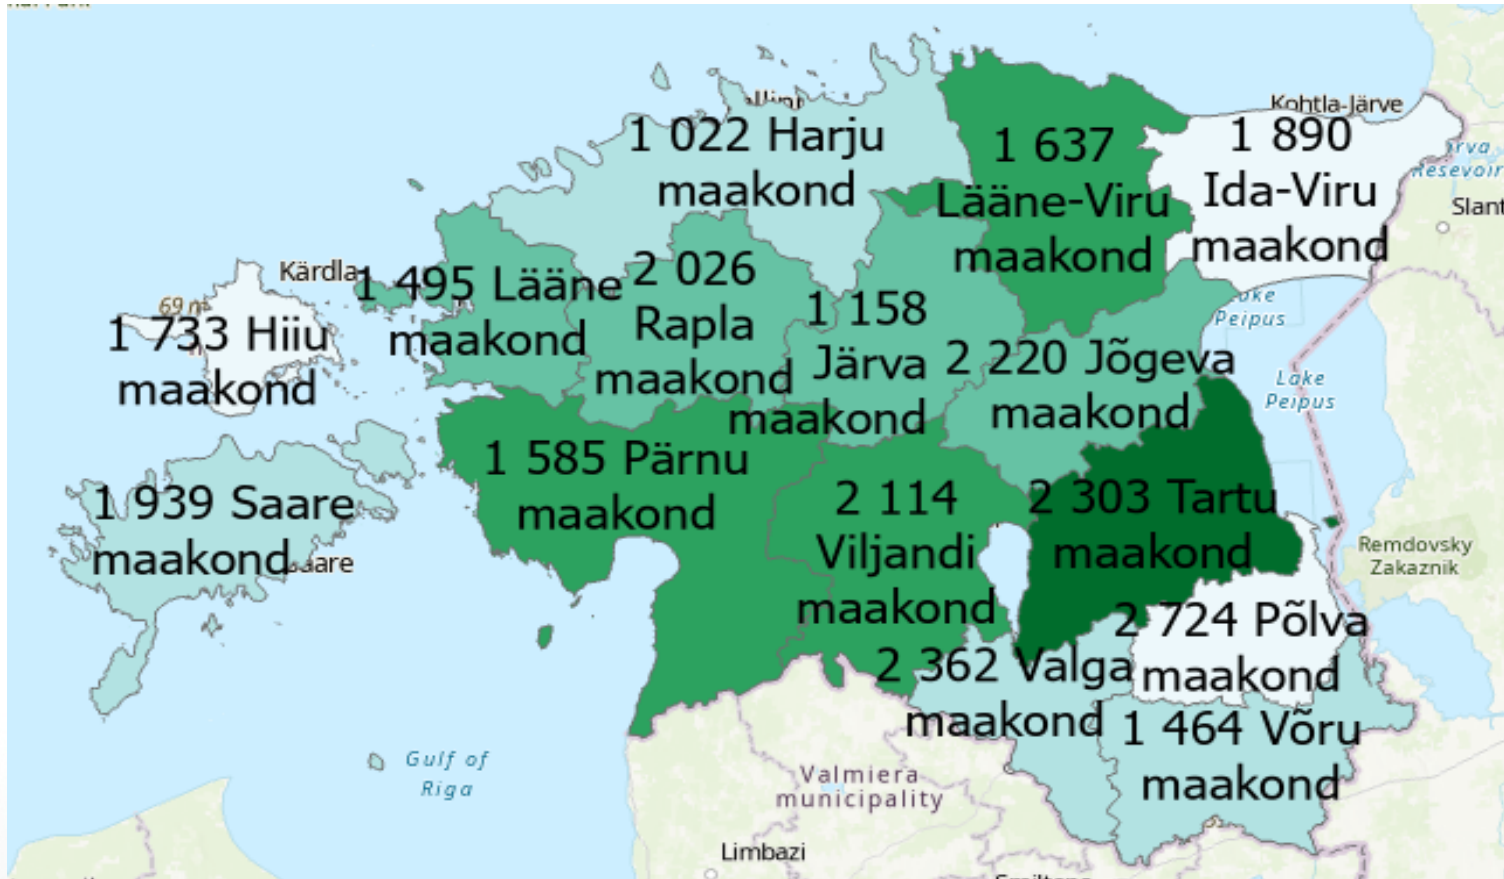 Kohtla-Järve
1 022 Harju
maakond
1 637
Lääne-Viru
maakond
1 890
Ida-Viru
maakond
Slant
Kärdla
69 m
1 495 Lääne
maakond
2 026
Rapla
maakond
1 158
Järva
maakond
2 220 Jõgeva
maakond
Lake
Peipus
Lake
Peipus
1 733 Hiiu
maakond
1 585 Pärnu
maakond
1 939 Saare
maakond
2 114
Viljandi
maakond
2 303 Tartu
maakond
Remdovsky
Zakaznik
2 724 Põlva
maakond
2 362 Valga
maakond
1 464 Võru
maakond
Gulf of
Riga
Valmiera
municipality
Limbazi